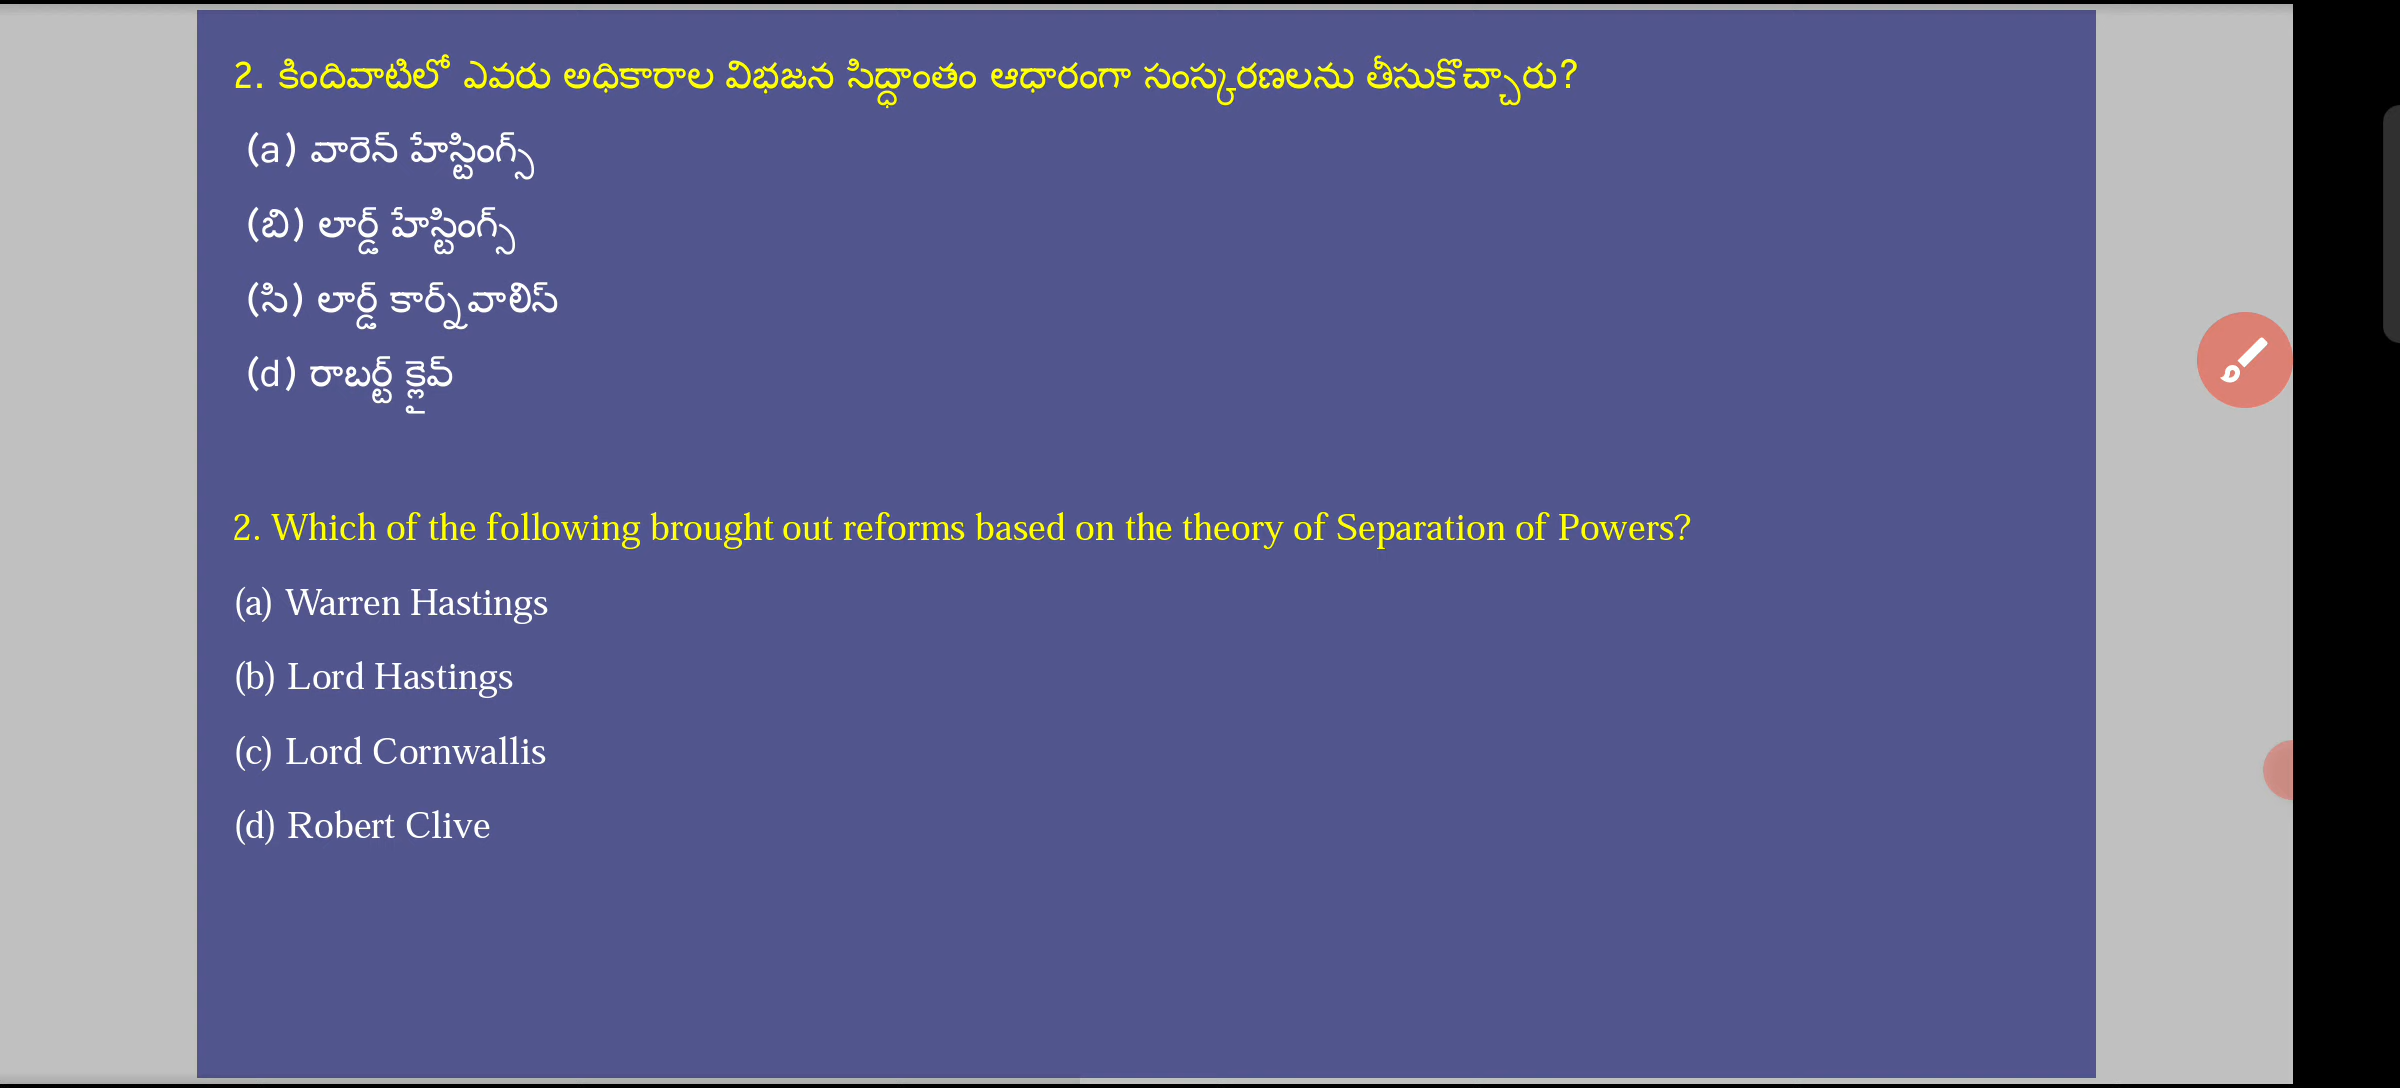 2. కిందివాటిలో ఎవరు అధికారాల విభజన సిద్ధాంతం ఆధారంగా సంస్కరణలను తీసుకొచ్చారు?
(a) వారెన్ హేస్టింగ్స్
(బి) లార్డ్ హేస్టింగ్స్
(సి) లార్డ్ కార్న్‌వాలిస్
(d) రాబర్ట్ క్లైవ్
2. Which of the following brought out reforms based on the theory of Separation of Powers?
(a) Warren Hastings
(b) Lord Hastings
(c) Lord Cornwallis
(d) Robert Clive